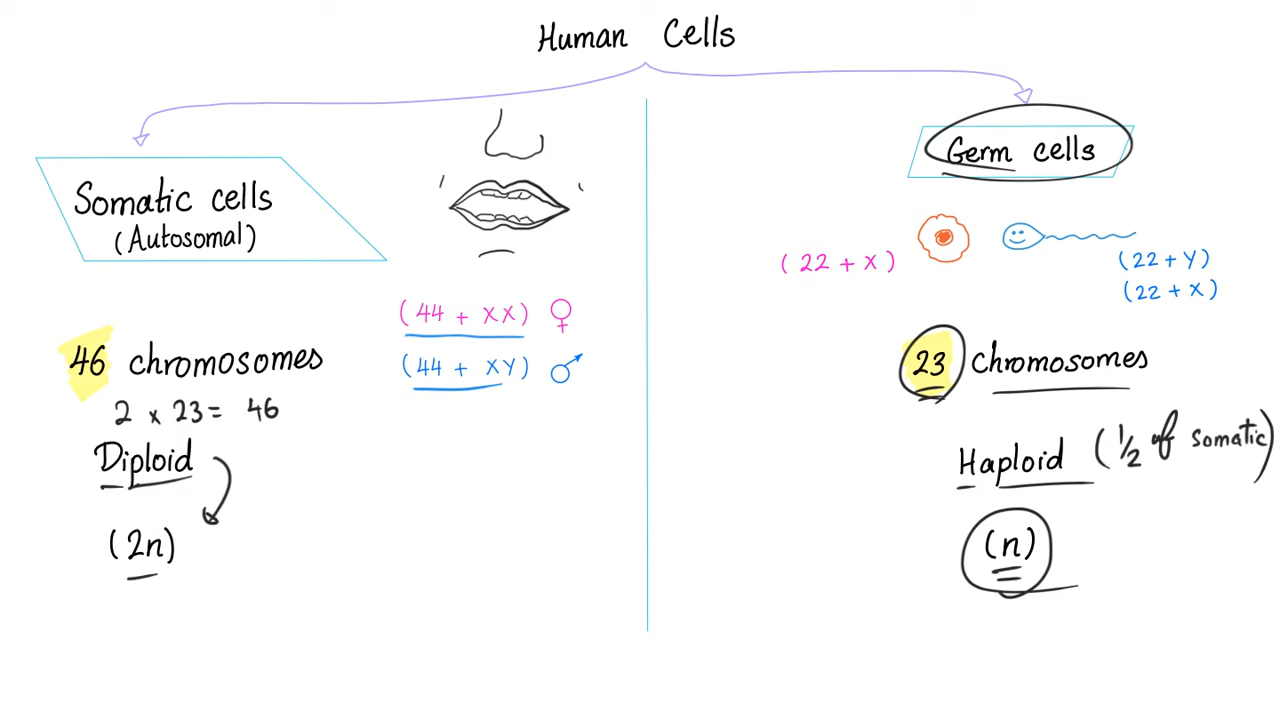 Human Cells
Somatic cells
(Autosomal)
(44 + XX) ♀
(44 + XY) ♂
46 chromosomes
2 x 23 = 46
Diploid
(2n)
Germ cells
(22 + X)
(22 + Y)
(22 + X)
23 Chromosomes
Haploid (1/2 of somatic)
(n)